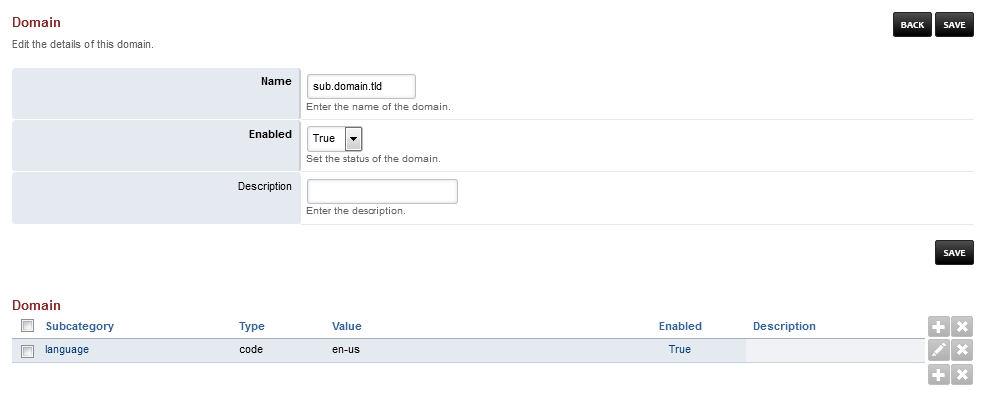 Domain
BACK SAVE
Edit the details of this domain.
Name sub.domain.tld
Enter the name of the domain.
Enabled True
Set the status of the domain.
Description
Enter the description.
SAVE
Domain
Subcategory Type Value Enabled Description
language code en-us True